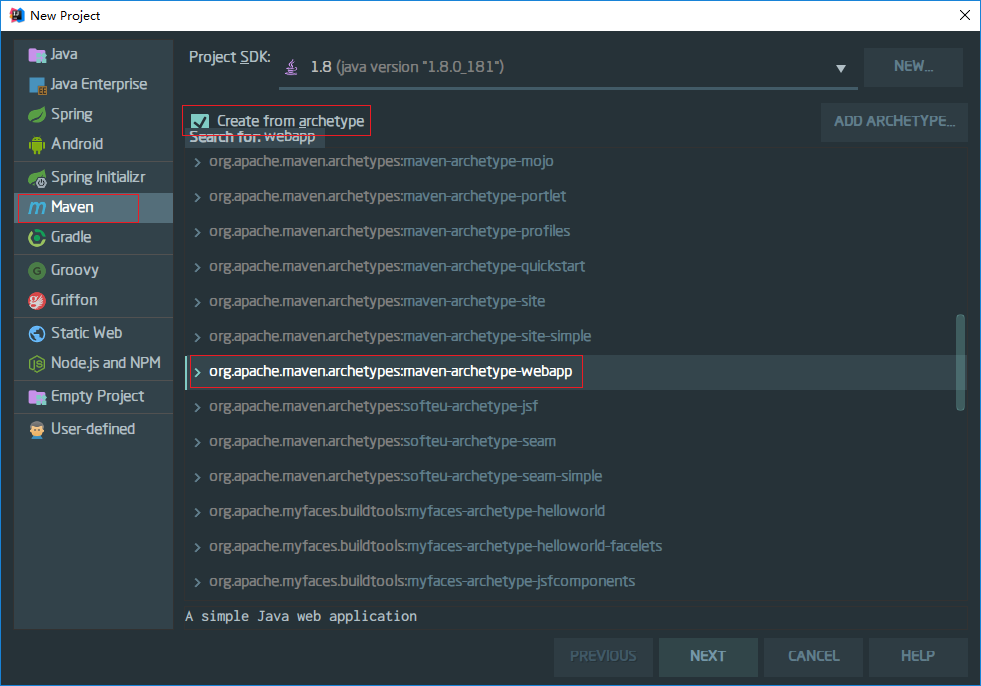 New Project
Java
Java Enterprise
Spring
Android
Spring Initializr
Maven
Gradle
Groovy
Griffon
Static Web
Node.js and NPM
Empty Project
User-defined
Project SDK:
1.8 (java version "1.8.0_181")
NEW...
Create from archetype
ADD ARCHETYPE...
Search for: webapp
org.apache.maven.archetypes:maven-archetype-mojo
org.apache.maven.archetypes:maven-archetype-portlet
org.apache.maven.archetypes:maven-archetype-profiles
org.apache.maven.archetypes:maven-archetype-quickstart
org.apache.maven.archetypes:maven-archetype-site
org.apache.maven.archetypes:maven-archetype-site-simple
org.apache.maven.archetypes:maven-archetype-webapp
org.apache.maven.archetypes:softeu-archetype-jsf
org.apache.maven.archetypes:softeu-archetype-seam
org.apache.maven.archetypes:softeu-archetype-seam-simple
org.apache.myfaces.buildtools:myfaces-archetype-helloworld
org.apache.myfaces.buildtools:myfaces-archetype-helloworld-facelets
org.apache.myfaces.buildtools:myfaces-archetype-jsfcomponents
A simple Java web application
PREVIOUS
NEXT
CANCEL
HELP